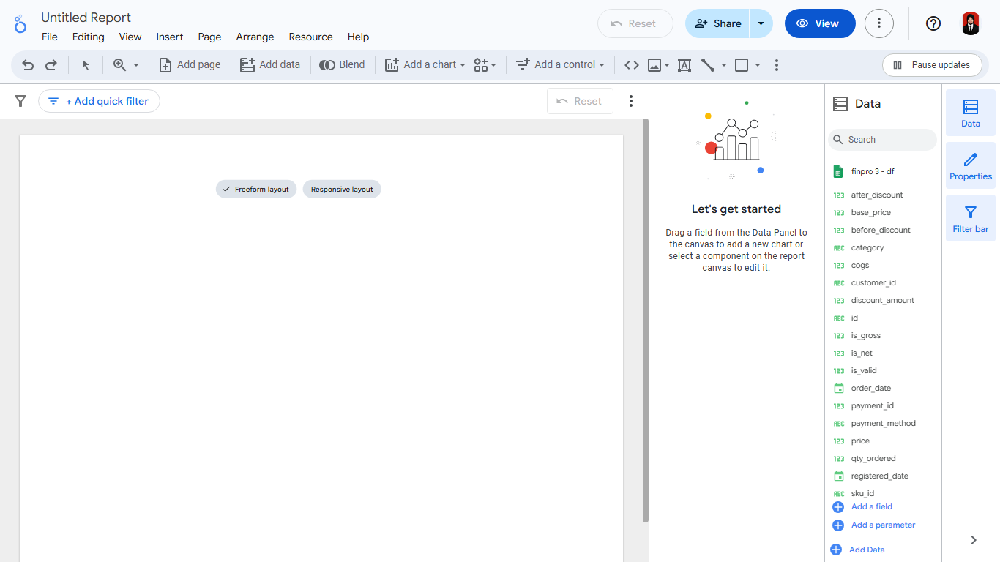 Untitled Report
File Editing View Insert Page Arrange Resource Help
Reset Share View
Add page Add data Blend Add a chart Add a control Pause updates
+ Add quick filter Reset
Freeform layout Responsive layout
Let's get started
Drag a field from the Data Panel to
the canvas to add a new chart or
select a component on the report
canvas to edit it.
Data
Search
finpro 3 - df
123 after_discount
123 base_price
123 before_discount
ABC category
123 cogs
ABC customer_id
123 discount_amount
ABC id
123 is_gross
123 is_net
123 is_valid
order_date
123 payment_id
ABC payment_method
123 price
123 qty_ordered
registered_date
ABC sku_id
Add a field
Add a parameter
Add Data
Data
Properties
Filter bar